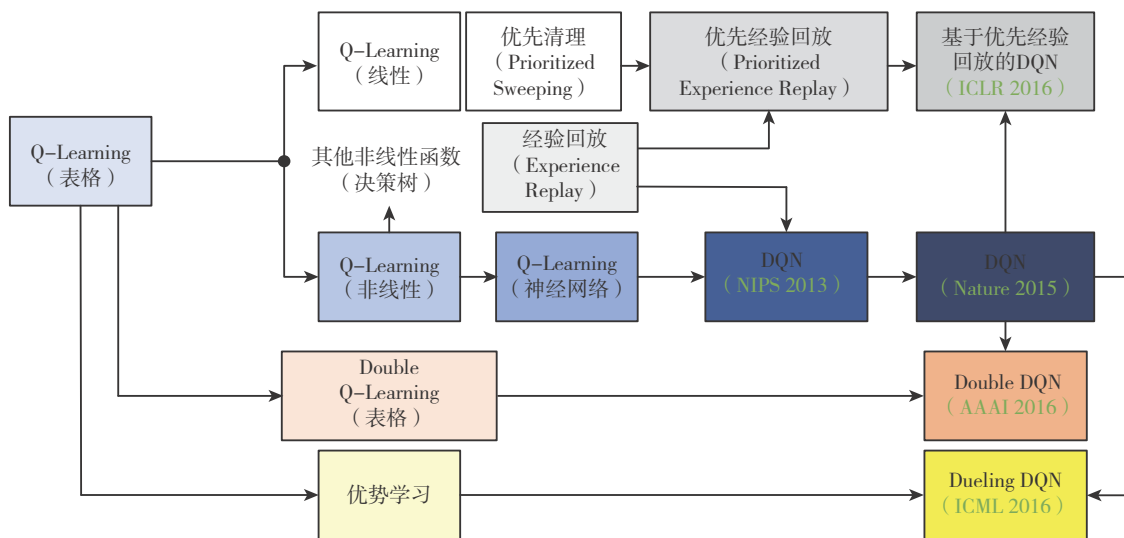 Q-Learning
（线性）
优先清理
（Prioritized
Sweeping）
优先经验回放
（Prioritized
Experience Replay）
基于优先经验
回放的DQN
（ICLR 2016）
Q-Learning
（表格）
其他非线性函数
（决策树）
经验回放
（Experience
Replay）
Q-Learning
（非线性）
Q-Learning
（神经网络）
DQN
（NIPS 2013）
DQN
（Nature 2015）
Double
Q-Learning
（表格）
Double DQN
（AAAI 2016）
优势学习
Dueling DQN
（ICML 2016）